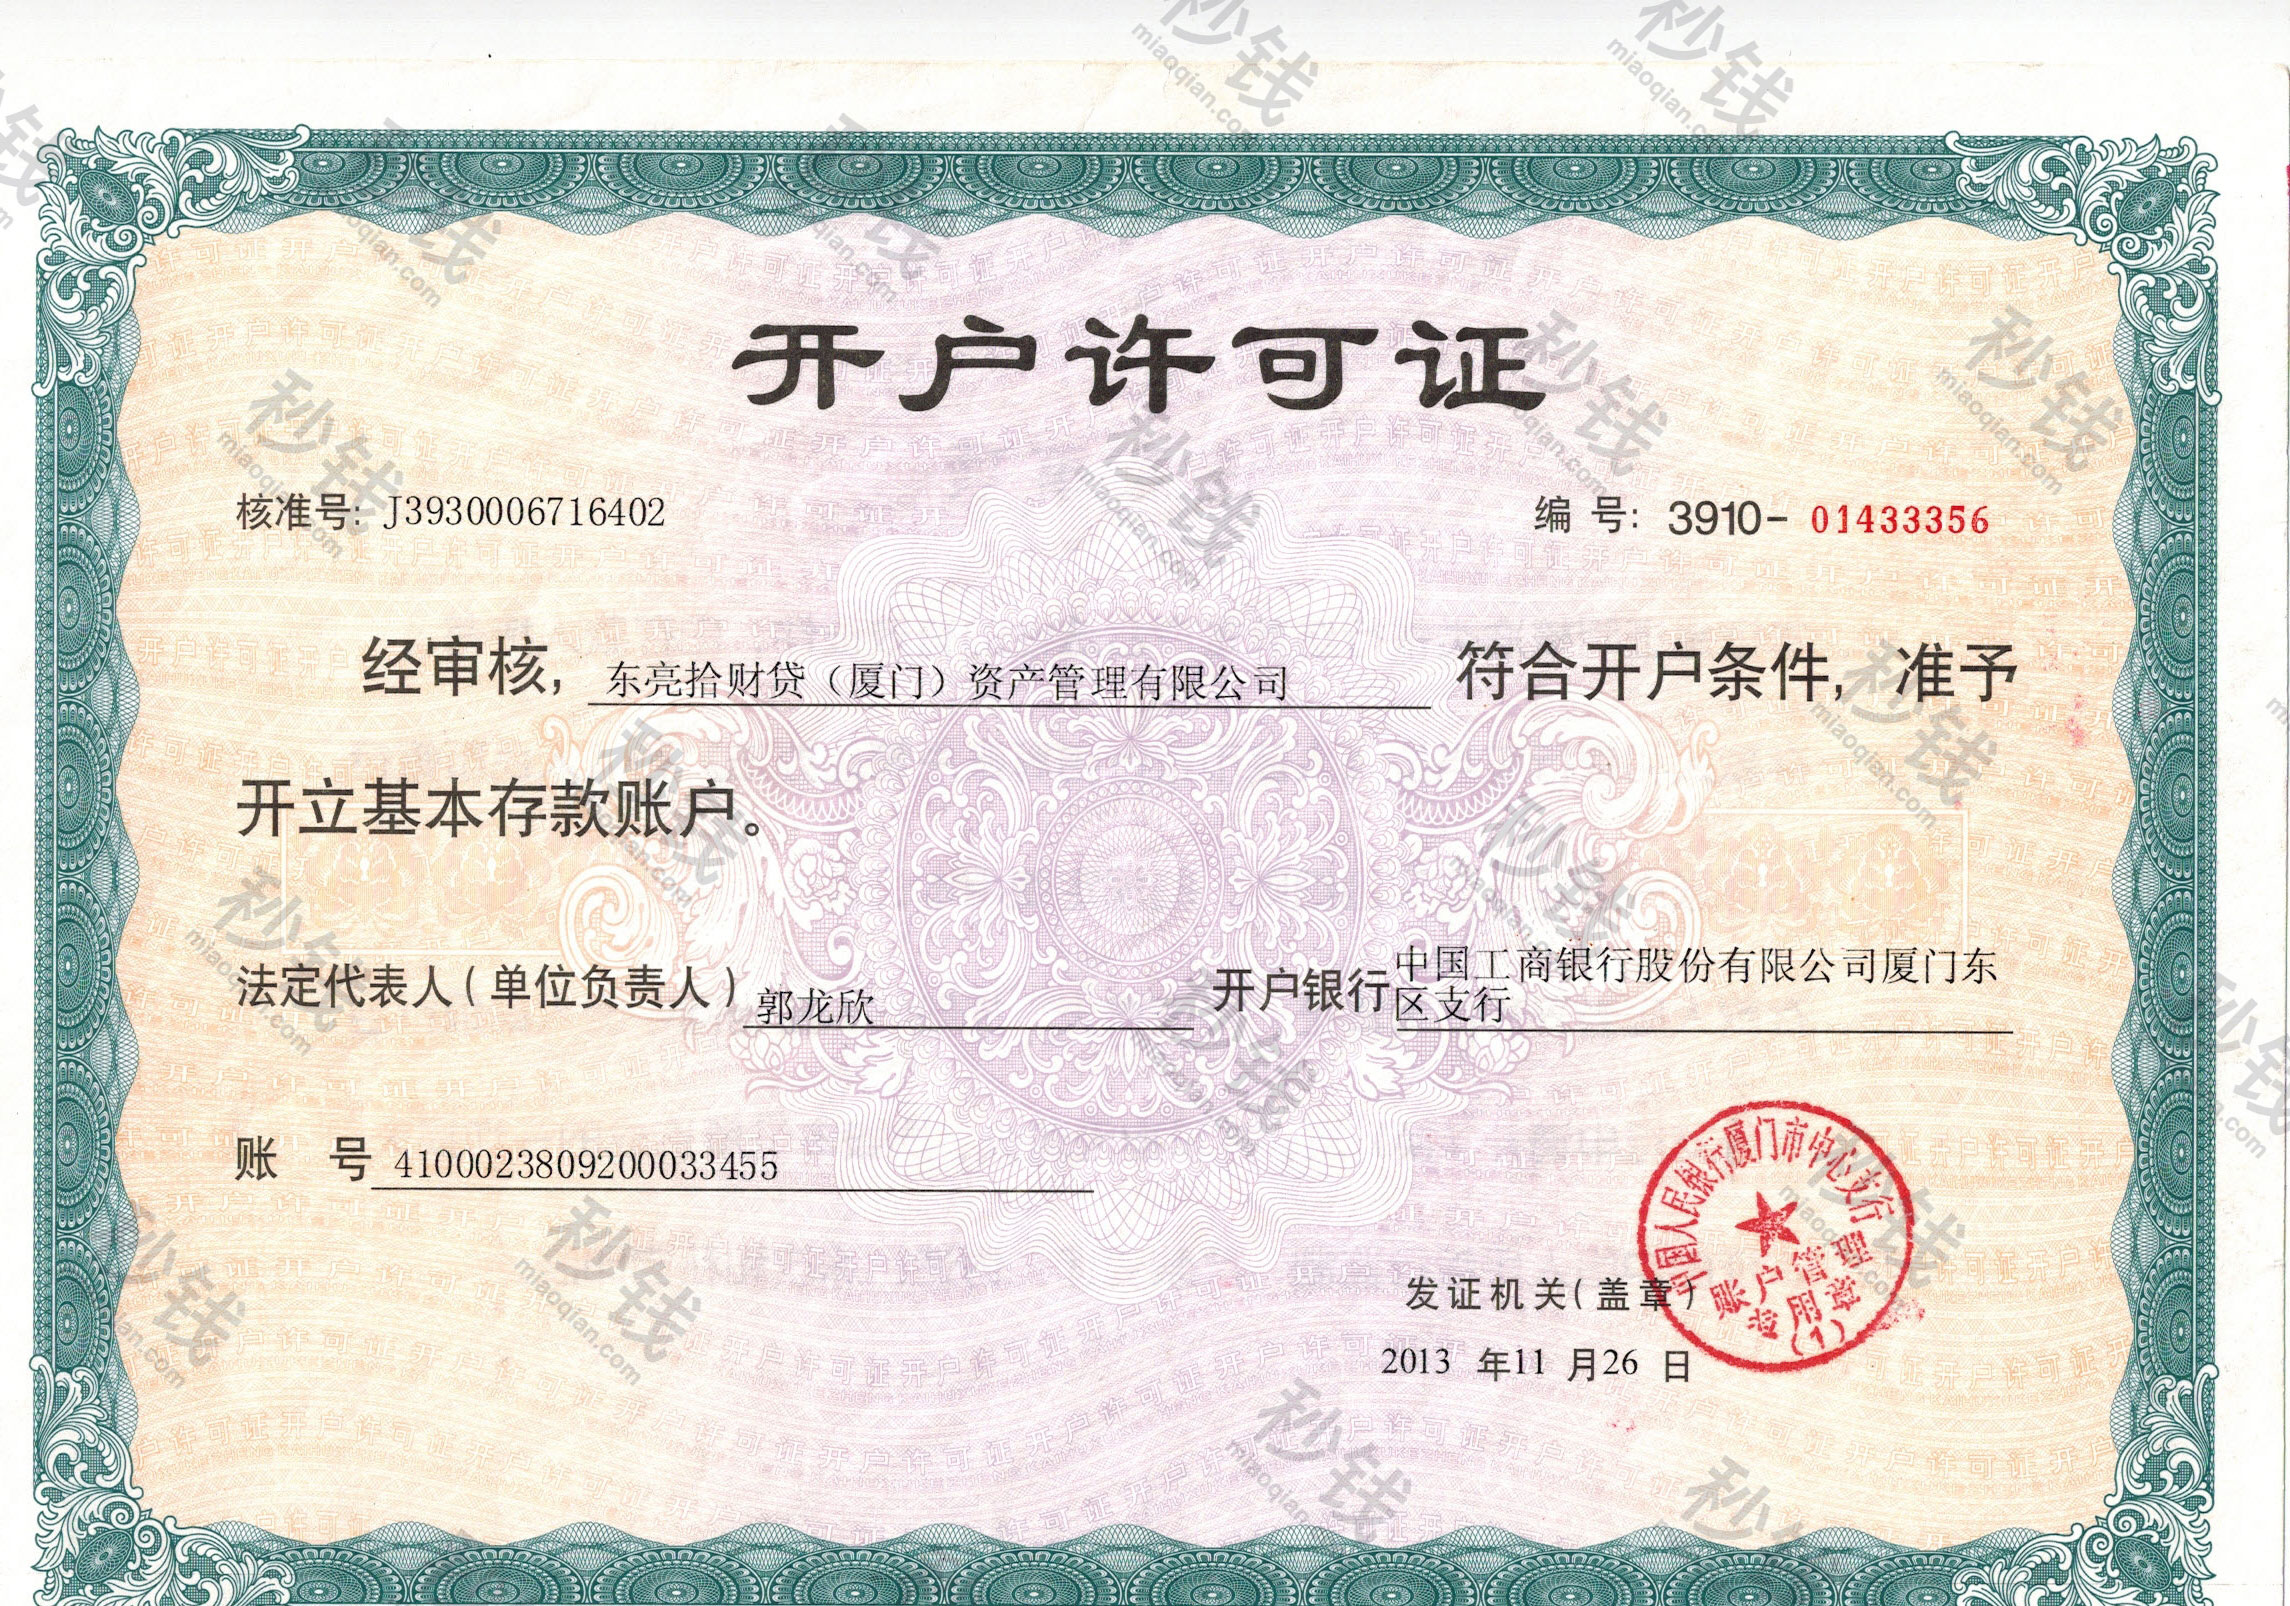 开户许可证
核准号: J3930006716402
编 号: 3910- 01433356
经审核, 东亮拾财贷（厦门）资产管理有限公司 符合开户条件, 准予
开立基本存款账户。
法定代表人(单位负责人) 郭龙欣 开户银行 中国工商银行股份有限公司厦门东
区支行
账 号 4100023809200033455
中国人民银行厦门市中心支行
账户管理
专用章
(1)
发证机关(盖章)
2013 年11 月26 日
秒钱
miaoqian.com